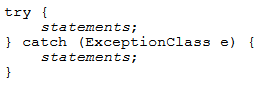 try {
    statements;
} catch (ExceptionClass e) {
    statements;
}